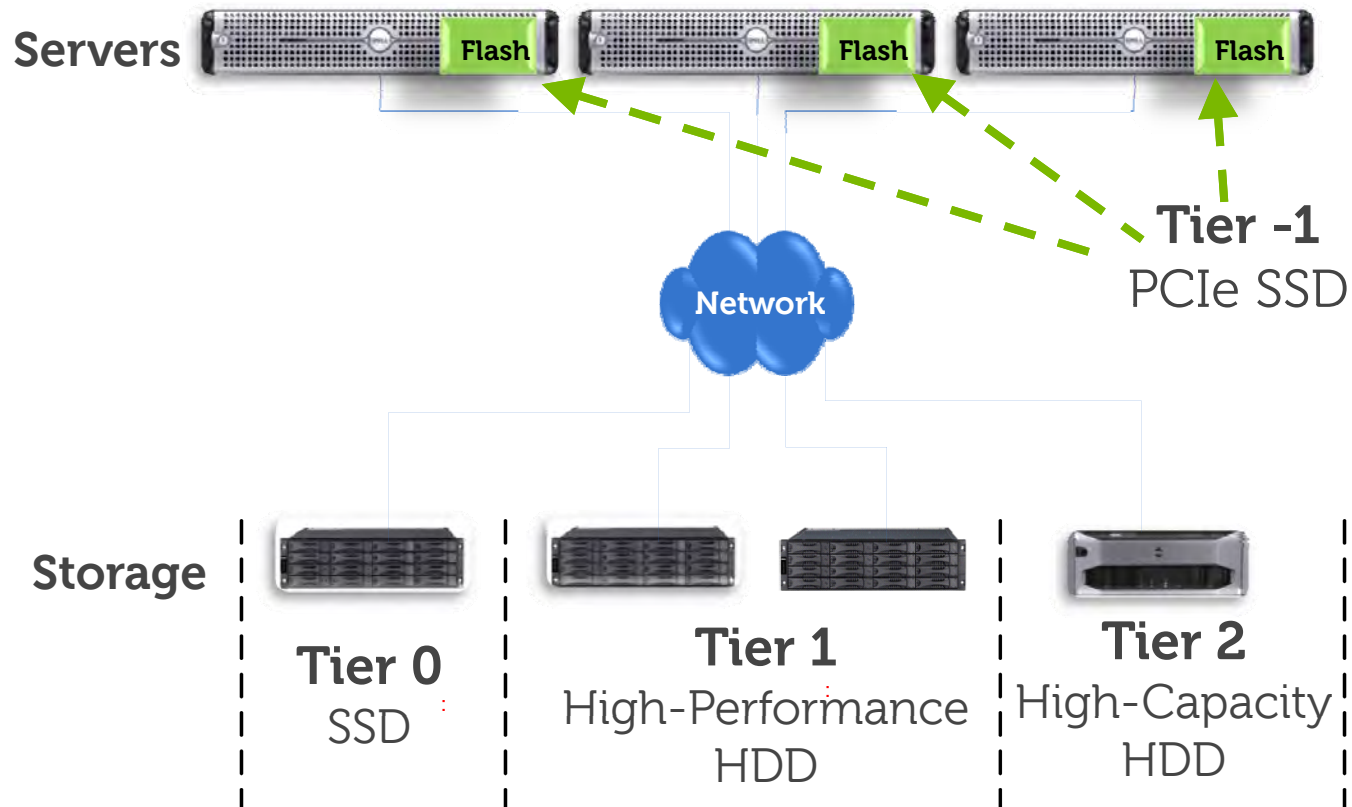 Servers
Flash
Flash
Flash
Tier -1
PCIe SSD
Network
Storage
Tier 0
SSD
Tier 1
High-Performance
HDD
Tier 2
High-Capacity
HDD